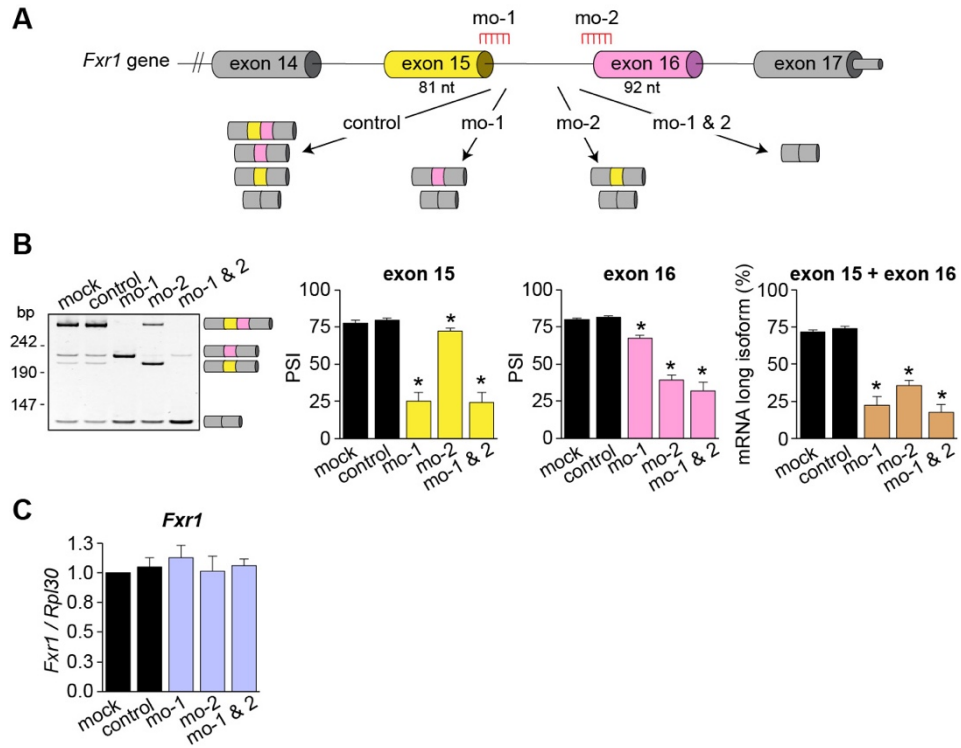 A
mo-1
mo-2
Fxr1 gene
exon 14
exon 15
exon 16
exon 17
81 nt
92 nt
control
mo-1
mo-2
mo-1 & 2
B
mock
control
mo-1
mo-2
mo-1 & 2
bp
242 -
190 -
147 -
exon 15
PSI
100
75
50
25
0
*
*
*
mock
control
mo-1
mo-2
mo-1 & 2
exon 16
PSI
100
75
50
25
0
*
*
*
mock
control
mo-1
mo-2
mo-1 & 2
exon 15 + exon 16
mRNA long isoform (%)
100
75
50
25
0
*
*
*
mock
control
mo-1
mo-2
mo-1 & 2
C
Fxr1
Fxr1 / Rpl30
1.3
1.0
0.8
0.5
0.3
0.0
mock
control
mo-1
mo-2
mo-1 & 2